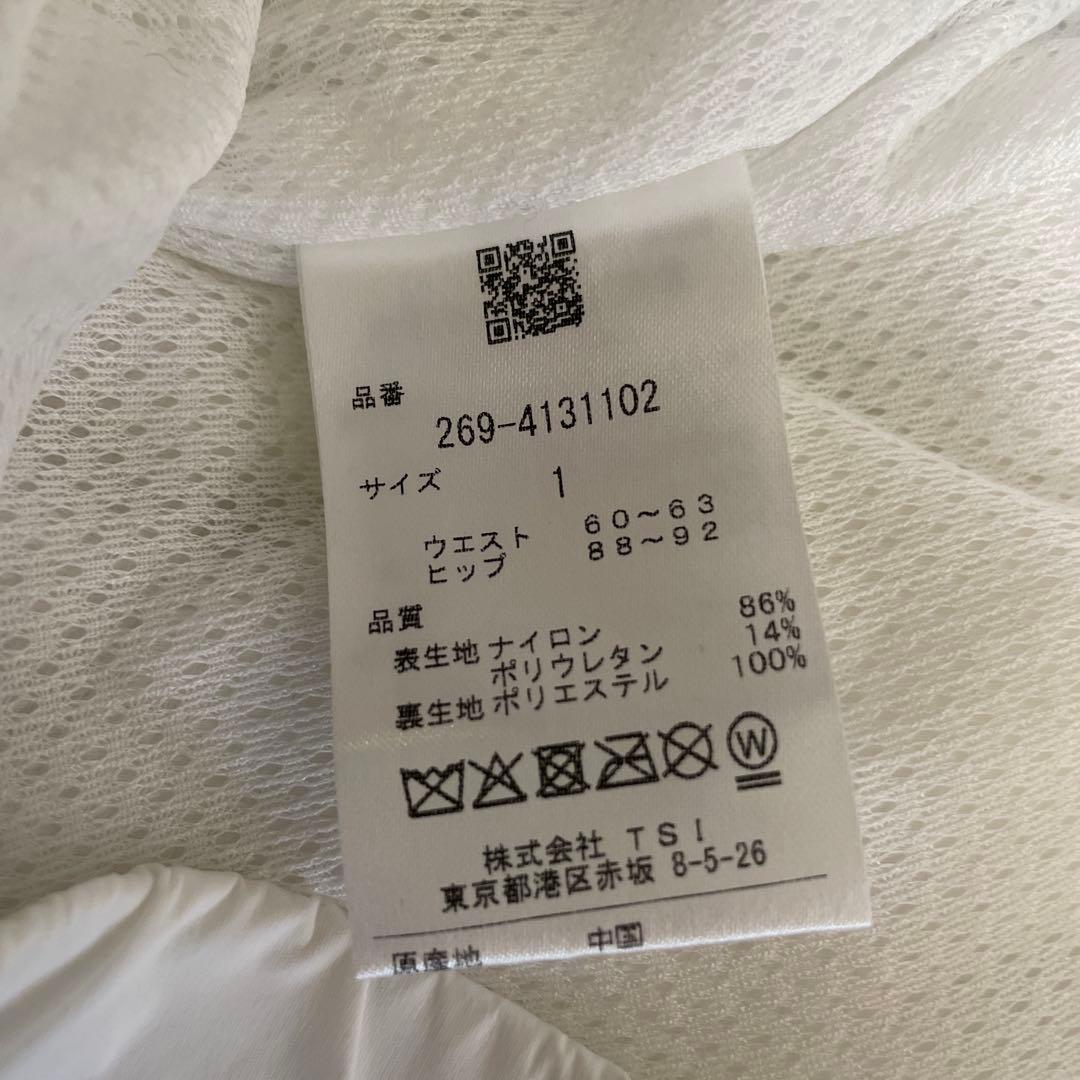 品番
269-4131102
サイズ 1
ウエスト 60〜63
ヒップ 88〜92
品質
表生地 ナイロン 86%
ポリウレタン 14%
裏生地 ポリエステル 100%
W
株式会社 TSI
東京都港区赤坂 8-5-26
原産地 中国